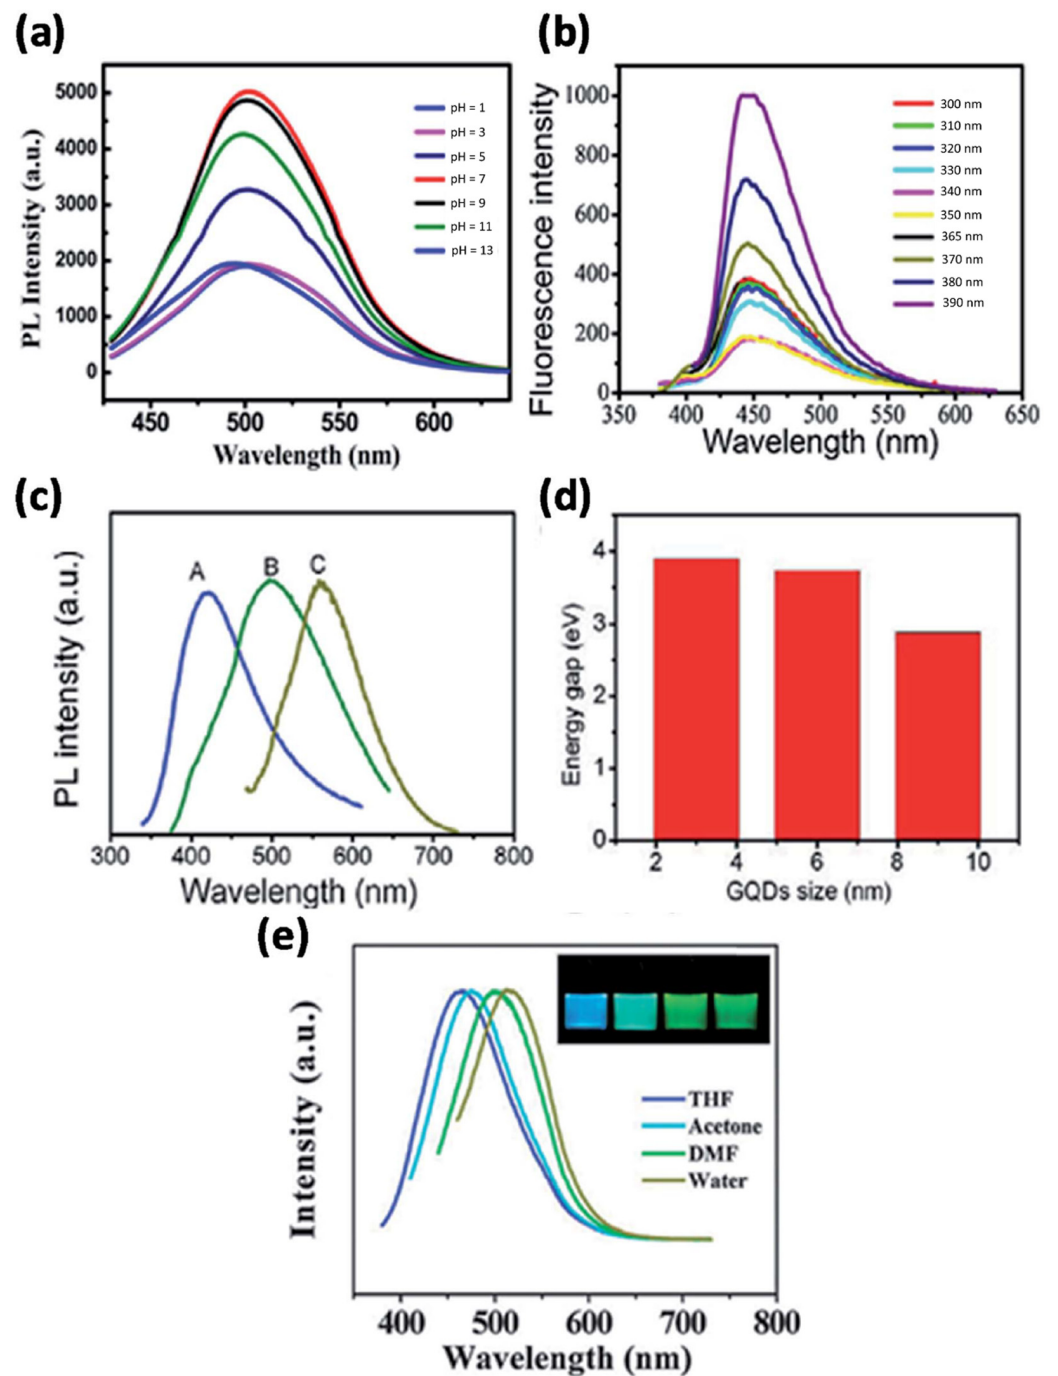 (a)
PL Intensity (a.u.)
5000
4000
3000
2000
1000
0
pH = 1
pH = 3
pH = 5
pH = 7
pH = 9
pH = 11
pH = 13
450 500 550 600
Wavelength (nm)
(b)
Fluorescence intensity
1000
800
600
400
200
0
300 nm
310 nm
320 nm
330 nm
340 nm
350 nm
365 nm
370 nm
380 nm
390 nm
350 400 450 500 550 600 650
Wavelength (nm)
(c)
PL intensity (a.u.)
A B C
300 400 500 600 700 800
Wavelength (nm)
(d)
Energy gap (eV)
4
3
2
1
0
2 4 6 8 10
GQDs size (nm)
(e)
Intensity (a.u.)
THF
Acetone
DMF
Water
400 500 600 700 800
Wavelength (nm)